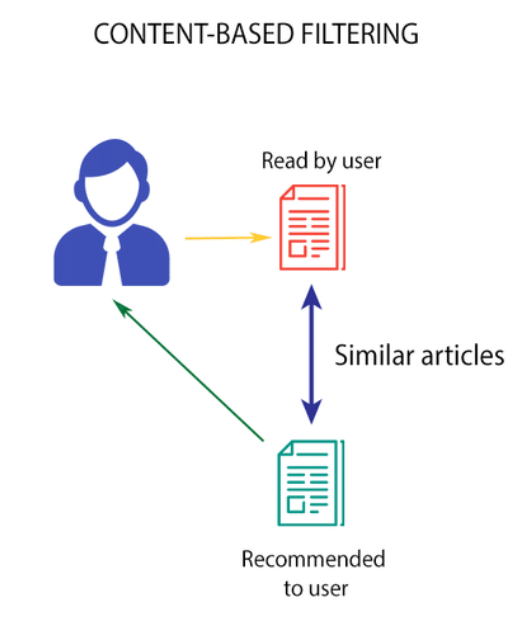 CONTENT-BASED FILTERING
Read by user
Similar articles
Recommended
to user